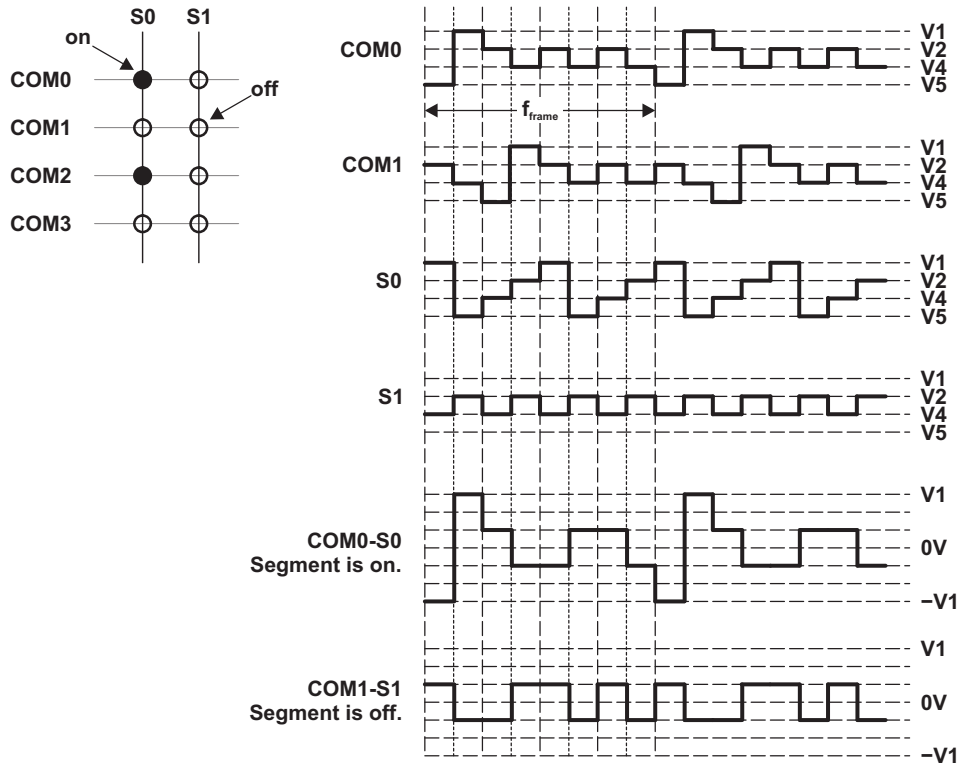 S0 S1
on
COM0
off
COM1
COM2
COM3
COM0
V1
V2
V4
V5
fframe
COM1
V1
V2
V4
V5
S0
V1
V2
V4
V5
S1
V1
V2
V4
V5
COM0-S0
Segment is on.
V1
0V
−V1
COM1-S1
Segment is off.
V1
0V
−V1